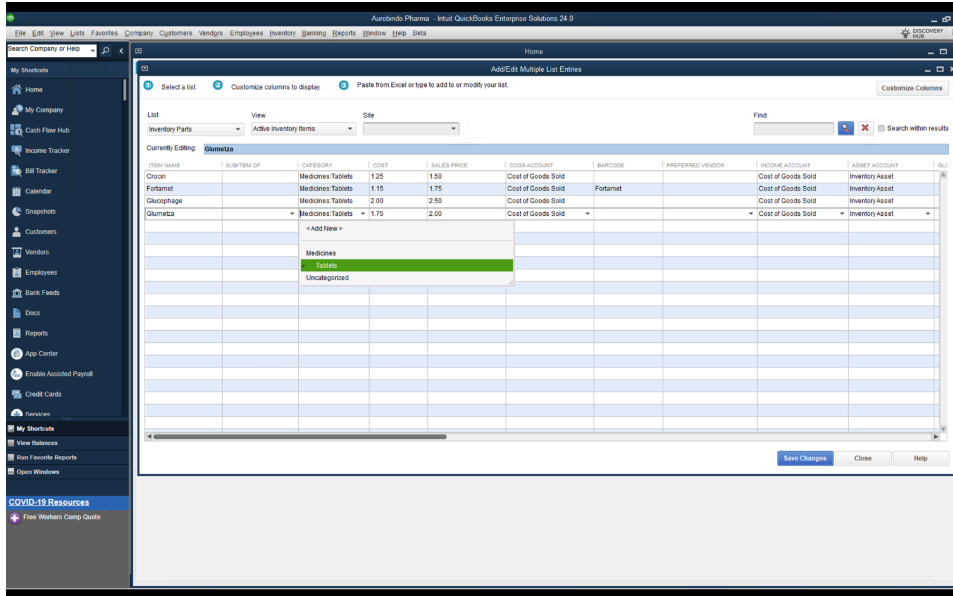 Aurobindo Pharma - Intuit QuickBooks Enterprise Solutions 24.0
File Edit View Lists Favorites Company Customers Vendors Employees Inventory Banking Reports Window Help Beta
DISCOVERY HUB
Search Company or Help
Home
My Shortcuts
Home
My Company
Cash Flow Hub
Income Tracker
Bill Tracker
Calendar
Snapshots
Customers
Vendors
Employees
Bank Feeds
Docs
Reports
App Center
Enable Assisted Payroll
Credit Cards
Services
My Shortcuts
View Balances
Run Favorite Reports
Open Windows
COVID-19 Resources
Free Workers Comp Quote
Add/Edit Multiple List Entries
1 Select a list. 2 Customize columns to display. 3 Paste from Excel or type to add to or modify your list.
Customize Columns
List View Site Find
Inventory Parts Active Inventory Items Search within results
Currently Editing: Glumetza
ITEM NAME SUBITEM OF CATEGORY COST SALES PRICE COGS ACCOUNT BARCODE PREFERRED VENDOR INCOME ACCOUNT ASSET ACCOUNT
Crocin Medicines:Tablets 1.25 1.50 Cost of Goods Sold Cost of Goods Sold Inventory Asset
Fortamet Medicines:Tablets 1.15 1.75 Cost of Goods Sold Fortamet Cost of Goods Sold Inventory Asset
Glucophage Medicines:Tablets 2.00 2.50 Cost of Goods Sold Cost of Goods Sold Inventory Asset
Glumetza Medicines:Tablets 1.75 2.00 Cost of Goods Sold Cost of Goods Sold Inventory Asset
< Add New >
Medicines
Tablets
Uncategorized
Save Changes Close Help